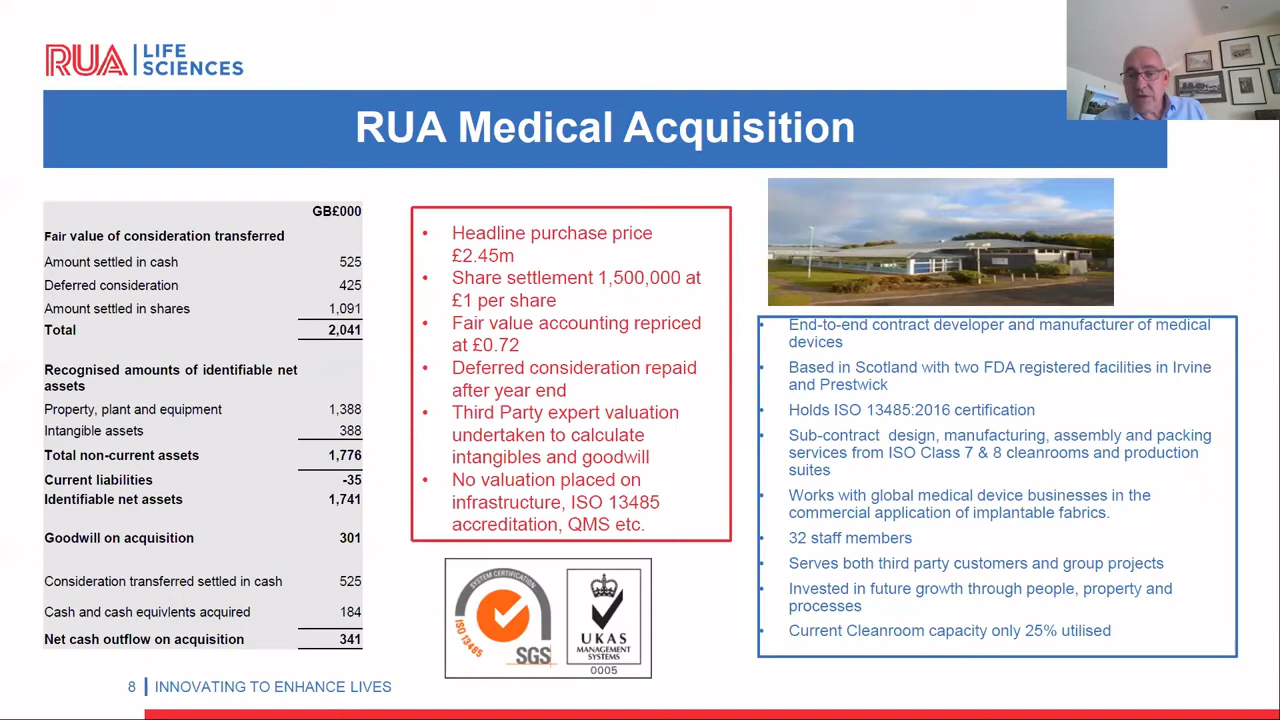 RUA LIFE
SCIENCES
RUA Medical Acquisition
GB£000
Fair value of consideration transferred
Amount settled in cash 525
Deferred consideration 425
Amount settled in shares 1,091
Total 2,041
Recognised amounts of identifiable net
assets
Property, plant and equipment 1,388
Intangible assets 388
Total non-current assets 1,776
Current liabilities -35
Identifiable net assets 1,741
Goodwill on acquisition 301
Consideration transferred settled in cash 525
Cash and cash equivlents acquired 184
Net cash outflow on acquisition 341
• Headline purchase price
£2.45m
• Share settlement 1,500,000 at
£1 per share
• Fair value accounting repriced
at £0.72
• Deferred consideration repaid
after year end
• Third Party expert valuation
undertaken to calculate
intangibles and goodwill
• No valuation placed on
infrastructure, ISO 13485
accreditation, QMS etc.
SYSTEM CERTIFICATION
ISO 13485
SGS
UKAS
MANAGEMENT
SYSTEMS
0005
• End-to-end contract developer and manufacturer of medical
devices
• Based in Scotland with two FDA registered facilities in Irvine
and Prestwick
• Holds ISO 13485:2016 certification
• Sub-contract design, manufacturing, assembly and packing
services from ISO Class 7 & 8 cleanrooms and production
suites
• Works with global medical device businesses in the
commercial application of implantable fabrics.
• 32 staff members
• Serves both third party customers and group projects
• Invested in future growth through people, property and
processes
• Current Cleanroom capacity only 25% utilised
8 INNOVATING TO ENHANCE LIVES